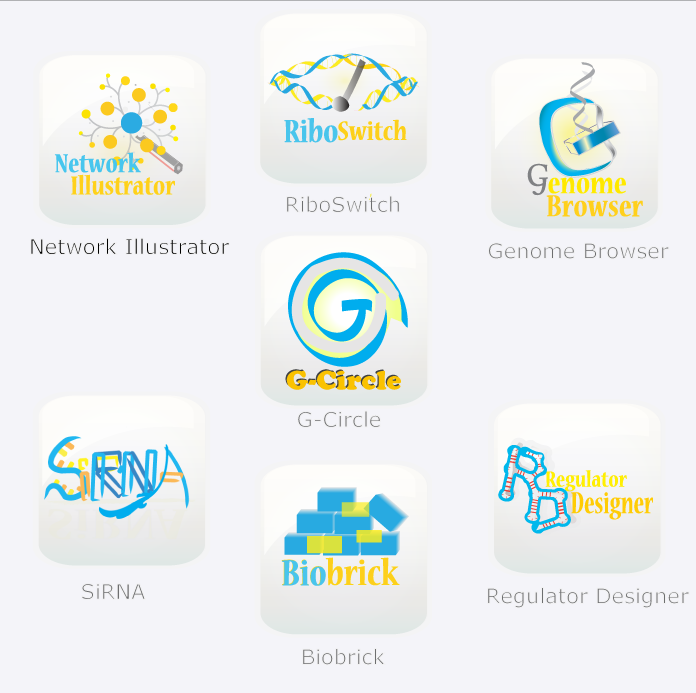 Network
Illustrator
Network Illustrator
RiboSwitch
RiboSwitch
Genome
Browser
Genome Browser
G-Circle
G-Circle
SiRNA
SiRNA
Biobrick
Biobrick
Regulator
Designer
Regulator Designer